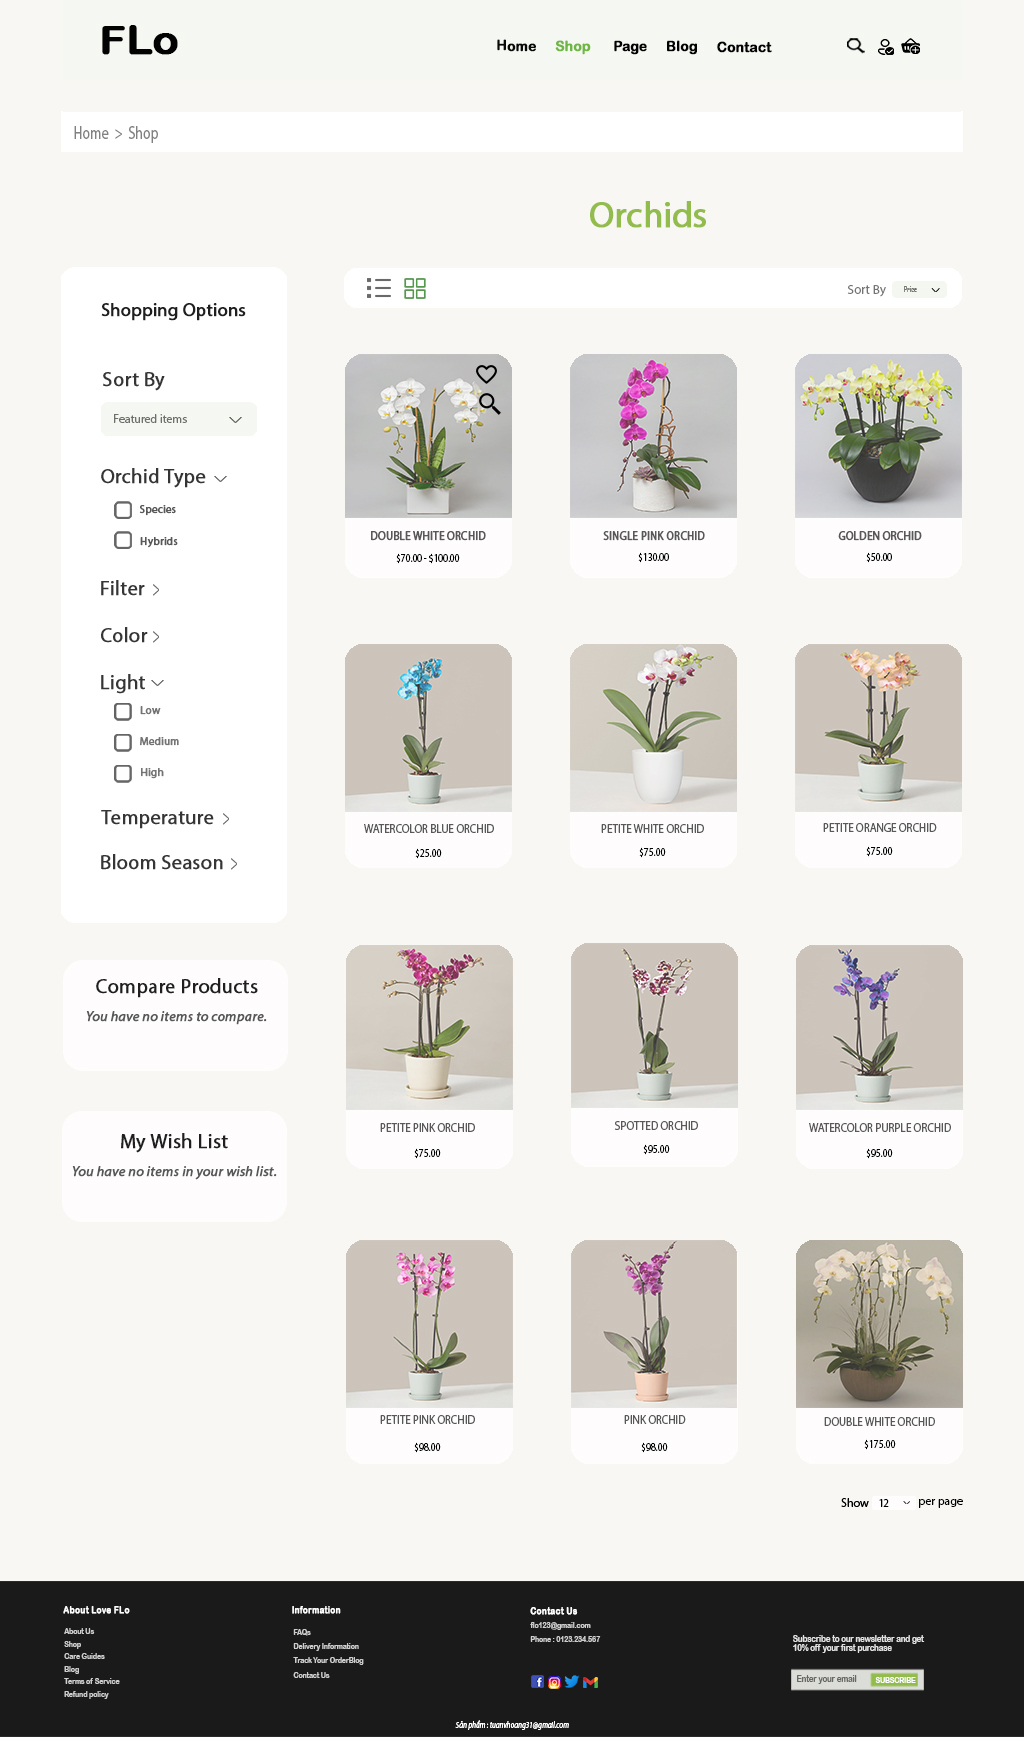 FLo
Home Shop Page Blog Contact
Home > Shop
Orchids
Shopping Options
Sort By
Featured items
Orchid Type
Species
Hybrids
Filter
Color
Light
Low
Medium
High
Temperature
Bloom Season
Compare Products
You have no items to compare.
My Wish List
You have no items in your wish list.
Sort By Price
DOUBLE WHITE ORCHID
$70.00 - $100.00
SINGLE PINK ORCHID
$130.00
GOLDEN ORCHID
$50.00
WATERCOLOR BLUE ORCHID
$25.00
PETITE WHITE ORCHID
$75.00
PETITE ORANGE ORCHID
$75.00
PETITE PINK ORCHID
$75.00
SPOTTED ORCHID
$95.00
WATERCOLOR PURPLE ORCHID
$95.00
PETITE PINK ORCHID
$98.00
PINK ORCHID
$98.00
DOUBLE WHITE ORCHID
$175.00
Show 12 per page
About Love FLo
About Us
Shop
Care Guides
Blog
Terms of Service
Refund policy
Information
FAQs
Delivery Information
Track Your OrderBlog
Contact Us
Contact Us
flo123@gmail.com
Phone : 0123.234.567
Subscribe to our newsletter and get
10% off your first purchase
Enter your email SUBSCRIBE
Sản phẩm : tuanvhoang31@gmail.com